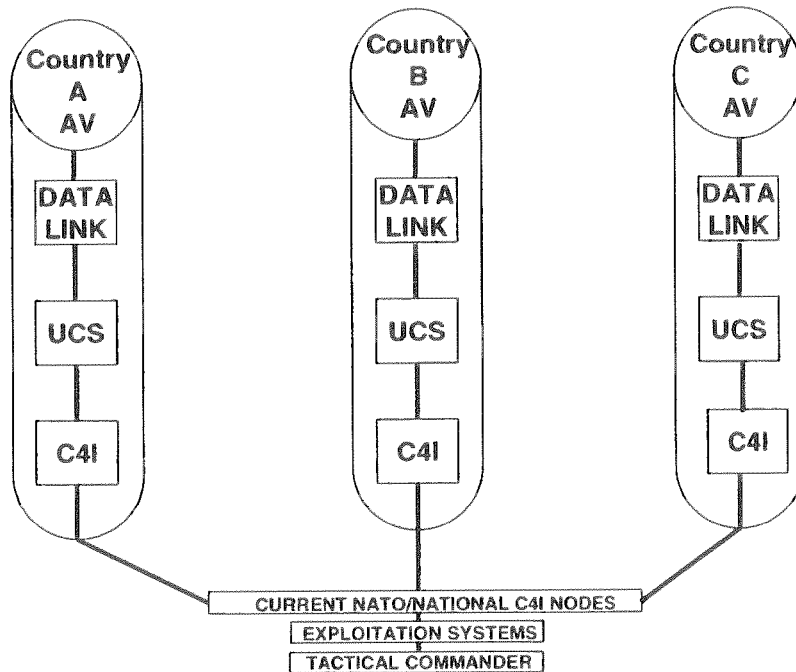 Country
A
AV
DATA
LINK
UCS
C4I
Country
B
AV
DATA
LINK
UCS
C4I
Country
C
AV
DATA
LINK
UCS
C4I
CURRENT NATO/NATIONAL C4I NODES
EXPLOITATION SYSTEMS
TACTICAL COMMANDER